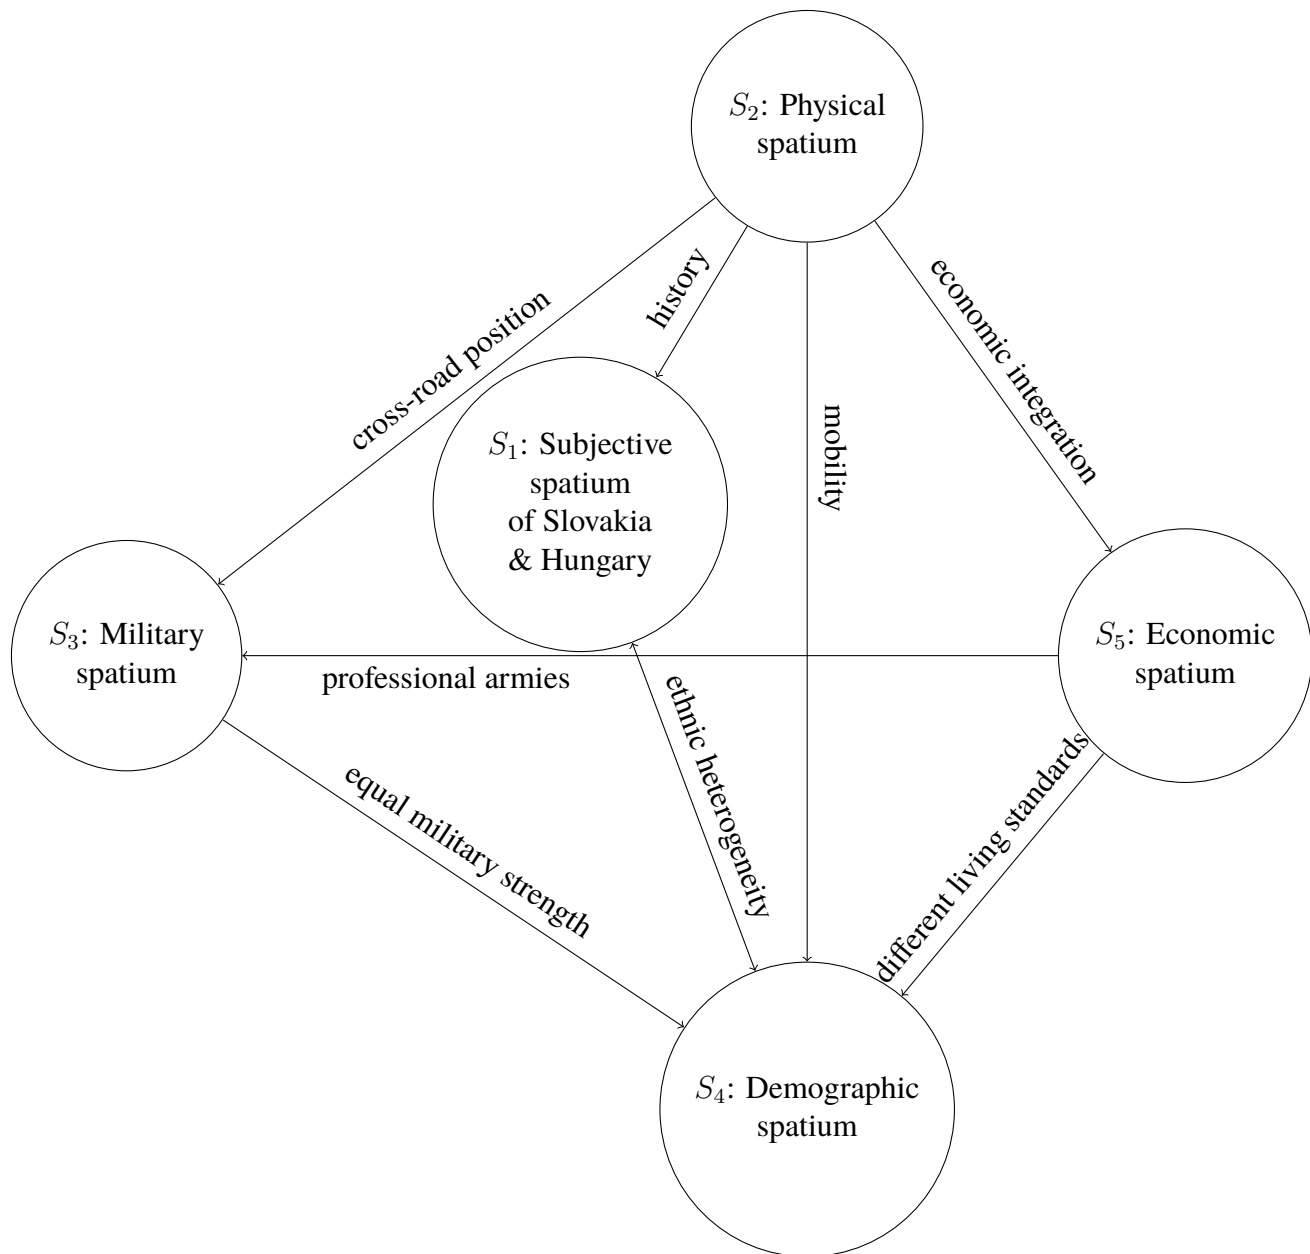 S₂: Physical
spatium
history
economic integration
cross-road position
mobility
S₁: Subjective
spatium
of Slovakia
& Hungary
S₃: Military
spatium
S₅: Economic
spatium
professional armies
ethnic heterogeneity
equal military strength
different living standards
S₄: Demographic
spatium